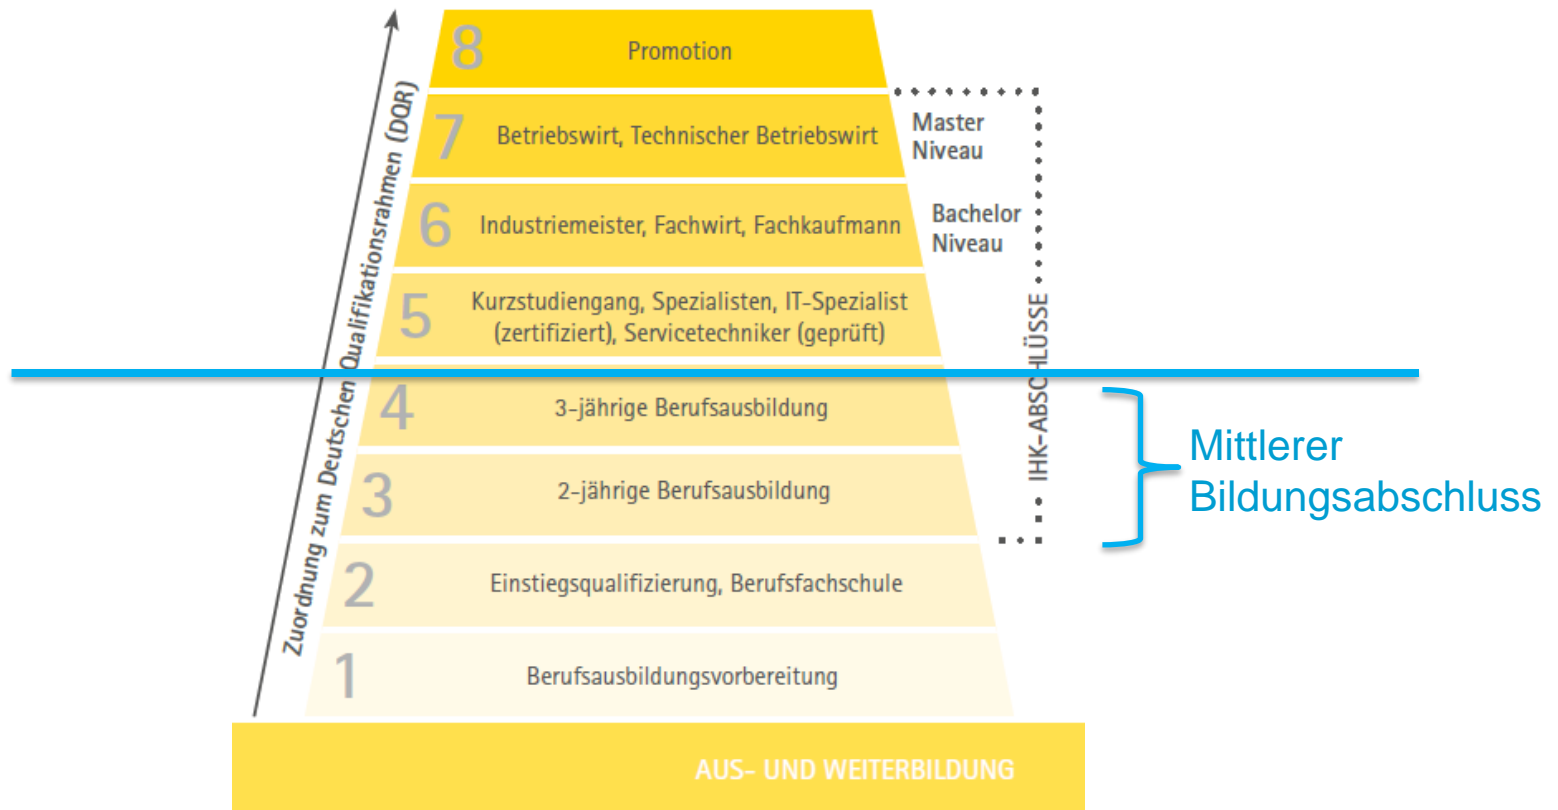 Zuordnung zum Deutschen Qualifikationsrahmen (DQR)
8
Promotion
7
Betriebswirt, Technischer Betriebswirt
Master
Niveau
6
Industriemeister, Fachwirt, Fachkaufmann
Bachelor
Niveau
5
Kurzstudiengang, Spezialisten, IT-Spezialist
(zertifiziert), Servicetechniker (geprüft)
IHK-ABSCHLÜSSE
4
3-jährige Berufsausbildung
3
2-jährige Berufsausbildung
Mittlerer
Bildungsabschluss
2
Einstiegsqualifizierung, Berufsfachschule
1
Berufsausbildungsvorbereitung
AUS- UND WEITERBILDUNG